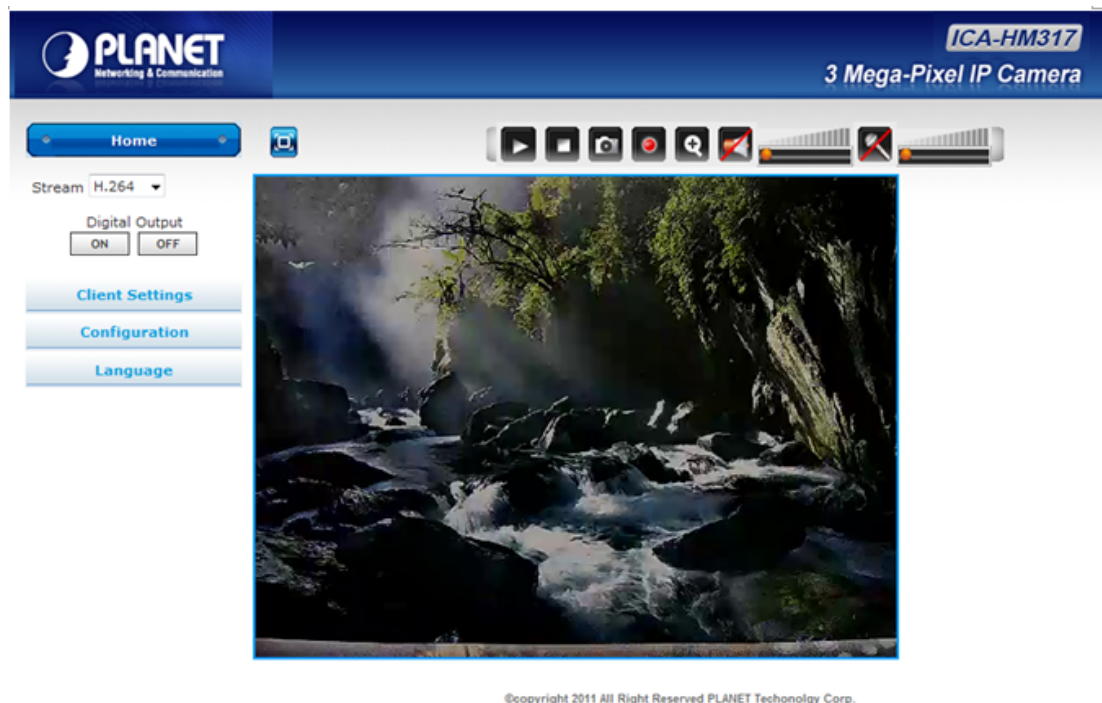 PLANET
Networking & Communication
ICA-HM317
3 Mega-Pixel IP Camera
Home
Stream H.264
Digital Output
ON OFF
Client Settings
Configuration
Language
©copyright 2011 All Right Reserved PLANET Techonolgy Corp.